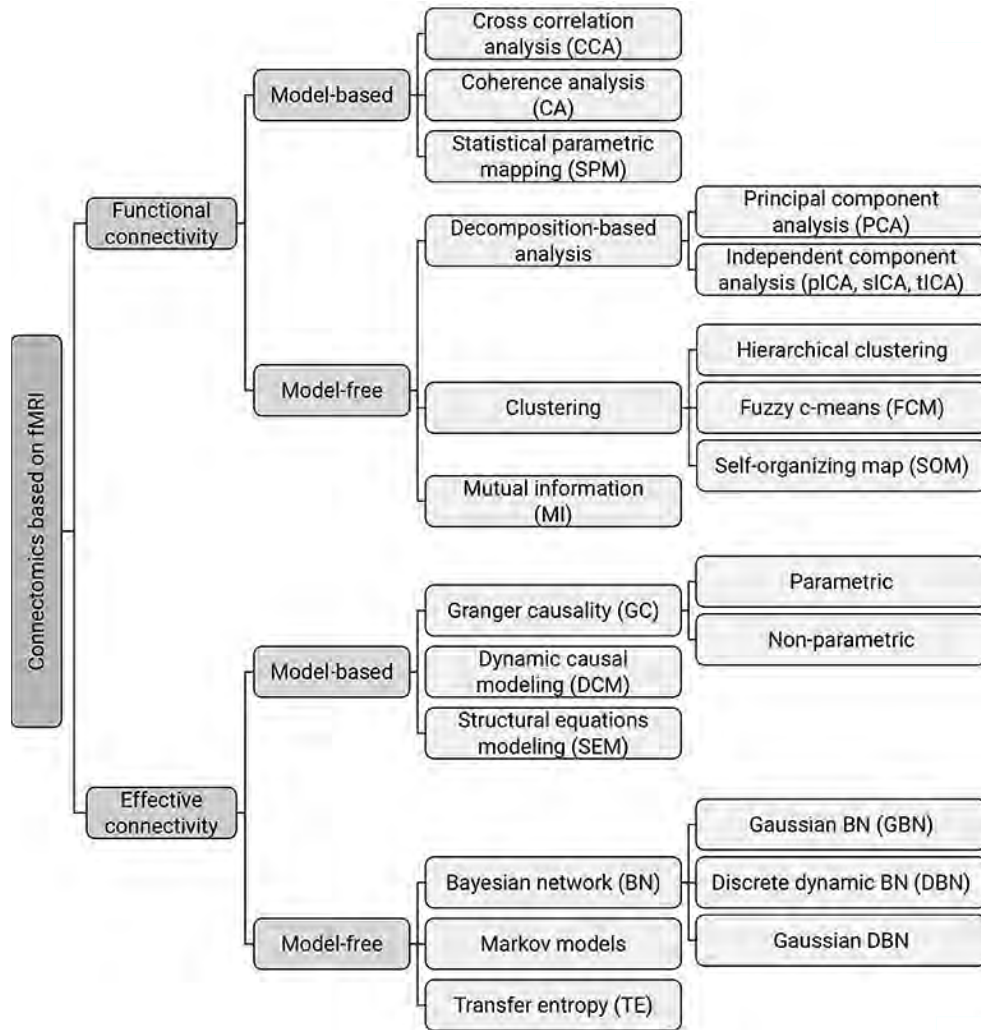 Connectomics based on fMRI
Functional
connectivity
Model-based
Cross correlation
analysis (CCA)
Coherence analysis
(CA)
Statistical parametric
mapping (SPM)
Model-free
Decomposition-based
analysis
Principal component
analysis (PCA)
Independent component
analysis (pICA, sICA, tICA)
Clustering
Hierarchical clustering
Fuzzy c-means (FCM)
Self-organizing map (SOM)
Mutual information
(MI)
Effective
connectivity
Model-based
Granger causality (GC)
Parametric
Non-parametric
Dynamic causal
modeling (DCM)
Structural equations
modeling (SEM)
Model-free
Bayesian network (BN)
Gaussian BN (GBN)
Discrete dynamic BN (DBN)
Gaussian DBN
Markov models
Transfer entropy (TE)